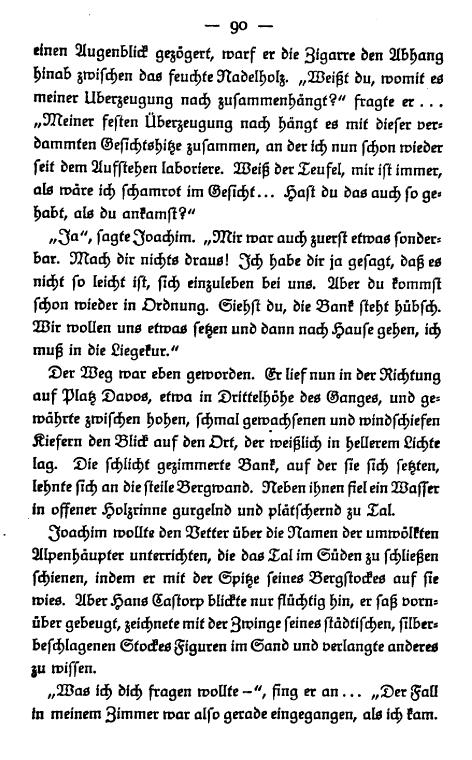 — 90 —
einen Augenblick gezögert, warf er die Zigarre den Abhang
hinab zwischen das feuchte Nadelholz. „Weißt du, womit es
meiner Überzeugung nach zusammenhängt?“ fragte er ...
„Meiner festen Überzeugung nach hängt es mit dieser ver-
dammten Gesichtshitze zusammen, an der ich nun schon wieder
seit dem Aufstehen laboriere. Weiß der Teufel, mir ist immer,
als wäre ich schamrot im Gesicht... Hast du das auch so ge-
habt, als du ankamst?“
„Ja“, sagte Joachim. „Mir war auch zuerst etwas sonder-
bar. Mach dir nichts draus! Ich habe dir ja gesagt, daß es
nicht so leicht ist, sich einzuleben bei uns. Aber du kommst
schon wieder in Ordnung. Siehst du, die Bank steht hübsch.
Wir wollen uns etwas setzen und dann nach Hause gehen, ich
muß in die Liegekur.“
Der Weg war eben geworden. Er lief nun in der Richtung
auf Platz Davos, etwa in Drittelhöhe des Ganges, und ge-
währte zwischen hohen, schmal gewachsenen und windschiefen
Kiefern den Blick auf den Ort, der weißlich in hellerem Lichte
lag. Die schlicht gezimmerte Bank, auf der sie sich setzten,
lehnte sich an die steile Bergwand. Neben ihnen fiel ein Wasser
in offener Holzrinne gurgelnd und plätschernd zu Tal.
Joachim wollte den Vetter über die Namen der umwölkten
Alpenhäupter unterrichten, die das Tal im Süden zu schließen
schienen, indem er mit der Spitze seines Bergstockes auf sie
wies. Aber Hans Castorp blickte nur flüchtig hin, er saß vorn-
über gebeugt, zeichnete mit der Zwinge seines städtischen, silber-
beschlagenen Stockes Figuren im Sand und verlangte anderes
zu wissen.
„Was ich dich fragen wollte –“, fing er an ... „Der Fall
in meinem Zimmer war also gerade eingegangen, als ich kam.